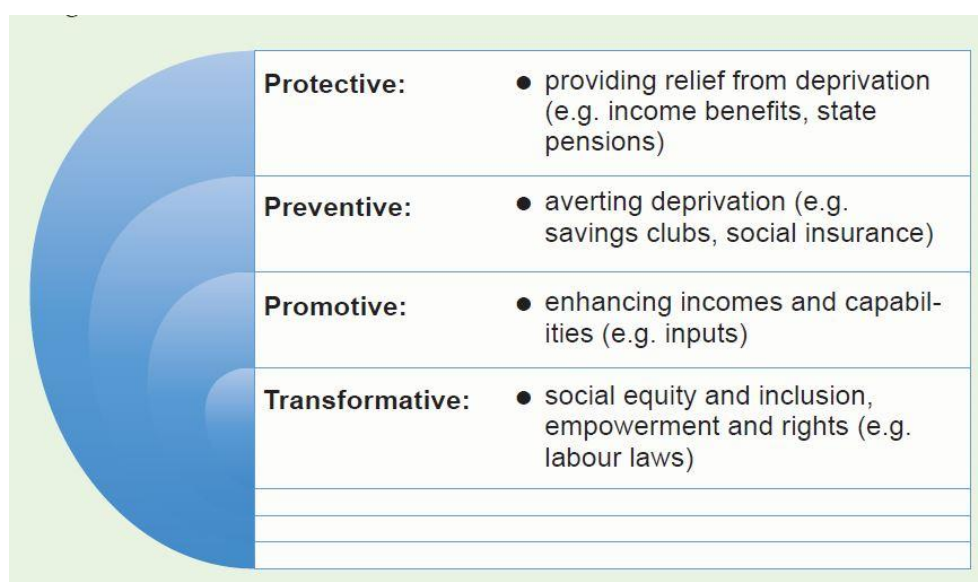 Protective:
● providing relief from deprivation
(e.g. income benefits, state
pensions)
Preventive:
● averting deprivation (e.g.
savings clubs, social insurance)
Promotive:
● enhancing incomes and capabil-
ities (e.g. inputs)
Transformative:
● social equity and inclusion,
empowerment and rights (e.g.
labour laws)